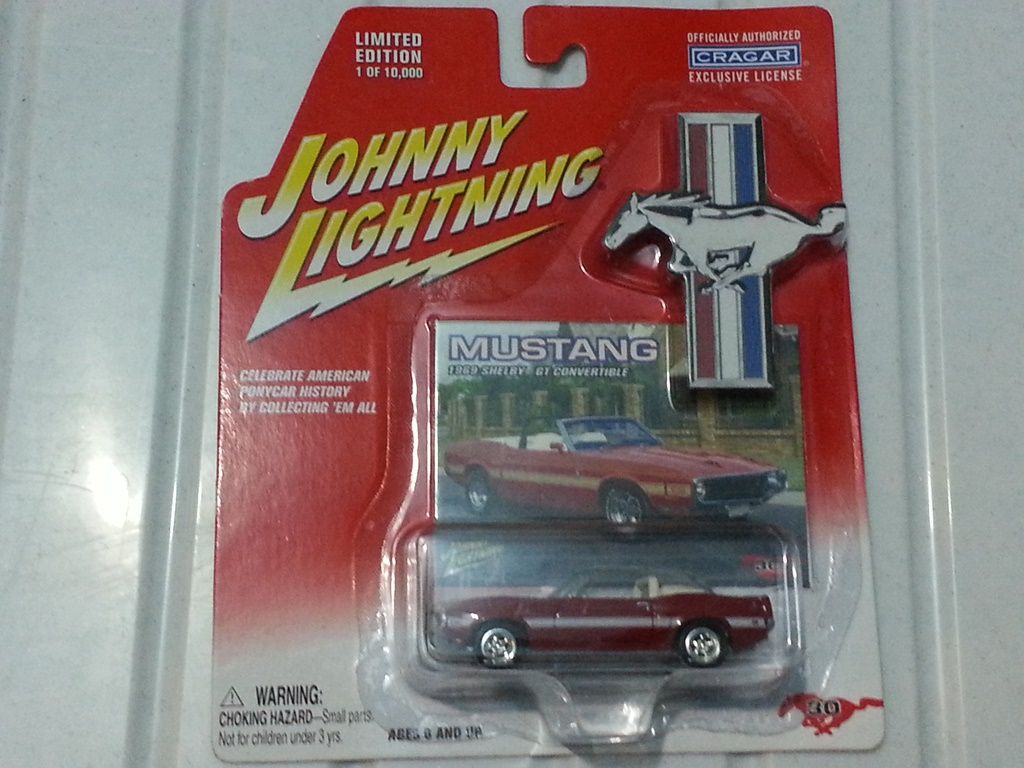 LIMITED
EDITION
1 OF 10,000
OFFICIALLY AUTHORIZED
CRAGAR
EXCLUSIVE LICENSE
JOHNNY
LIGHTNING
MUSTANG
1969 SHELBY GT CONVERTIBLE
CELEBRATE AMERICAN
PONYCAR HISTORY
BY COLLECTING 'EM ALL
WARNING:
CHOKING HAZARD—Small parts.
Not for children under 3 yrs.
AGES 8 AND UP
30